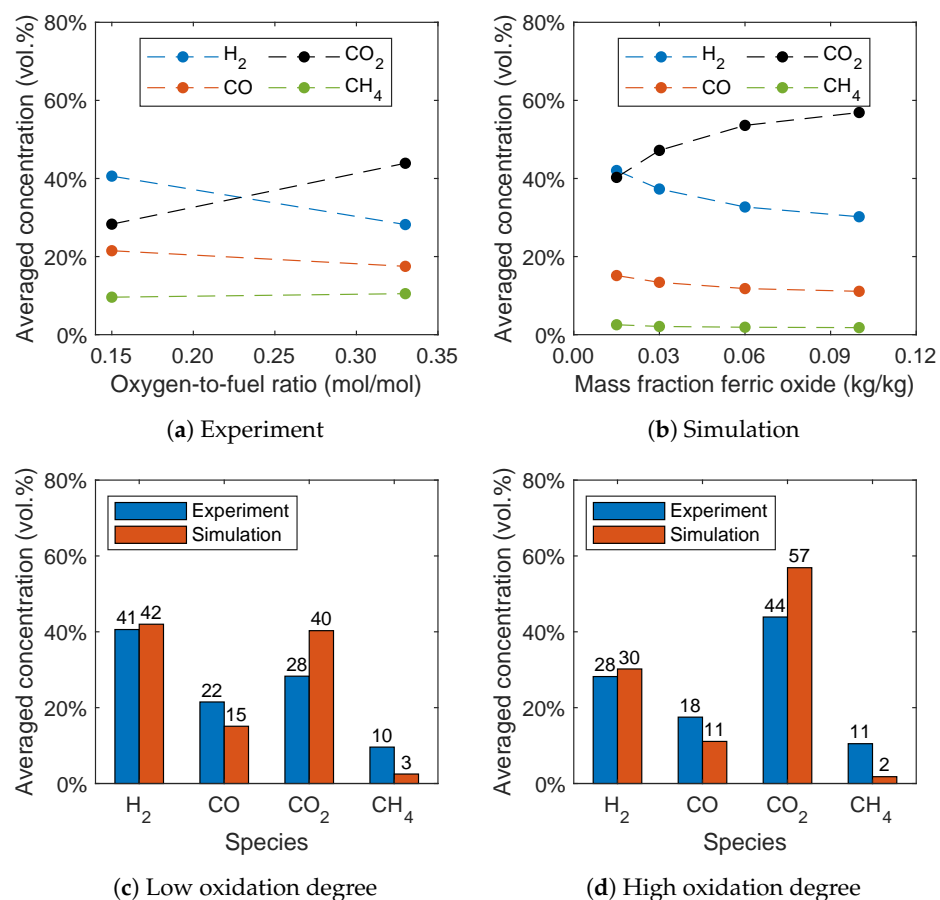 80%
60%
40%
20%
0%
Averaged concentration (vol.%)
H2 CO2
CO CH4
0.15 0.20 0.25 0.30 0.35
Oxygen-to-fuel ratio (mol/mol)
(a) Experiment
80%
60%
40%
20%
0%
Averaged concentration (vol.%)
H2 CO2
CO CH4
0.00 0.03 0.06 0.09 0.12
Mass fraction ferric oxide (kg/kg)
(b) Simulation
80%
60%
40%
20%
0%
Averaged concentration (vol.%)
Experiment
Simulation
41 42 22 15 28 40 10 3
H2 CO CO2 CH4
Species
(c) Low oxidation degree
80%
60%
40%
20%
0%
Averaged concentration (vol.%)
Experiment
Simulation
28 30 18 11 44 57 11 2
H2 CO CO2 CH4
Species
(d) High oxidation degree